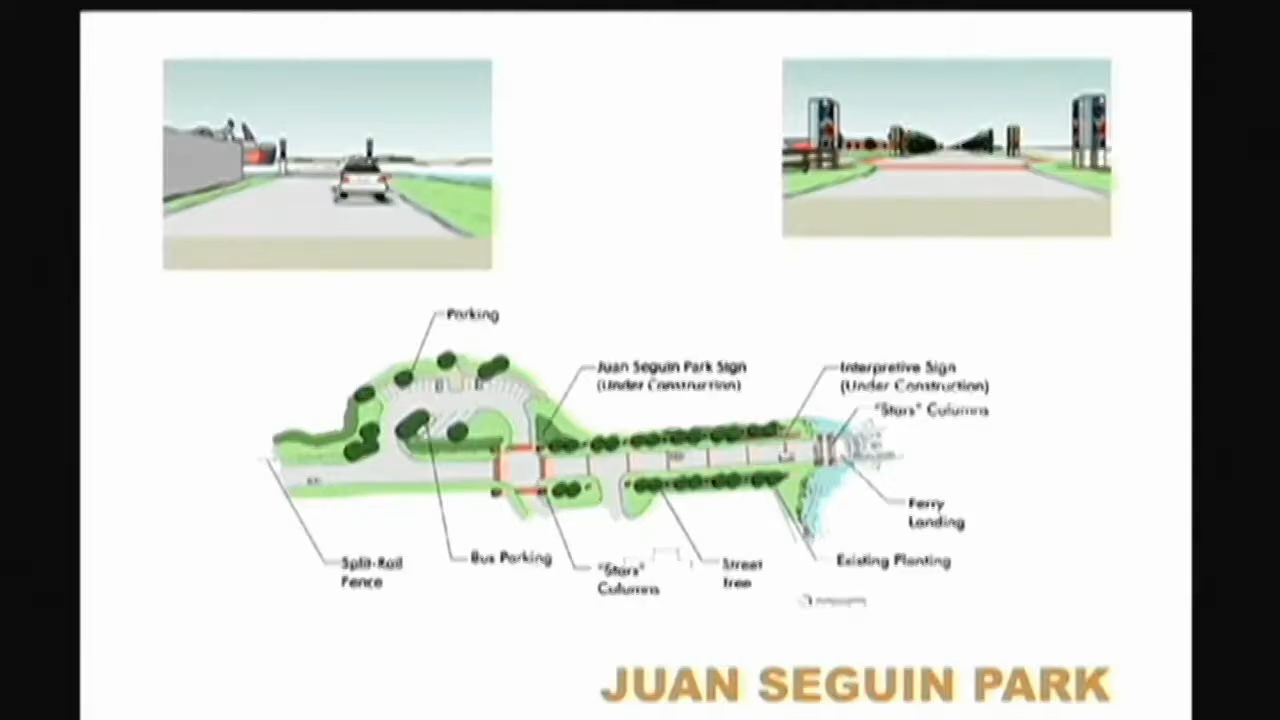 Parking
Juan Seguin Park Sign
(Under Construction)
Interpretive Sign
(Under Construction)
"Stars" Columns
Ferry
Landing
Existing Planting
Street
Tree
"Stars"
Columns
Bus Parking
Split-Rail
Fence
JUAN SEGUIN PARK